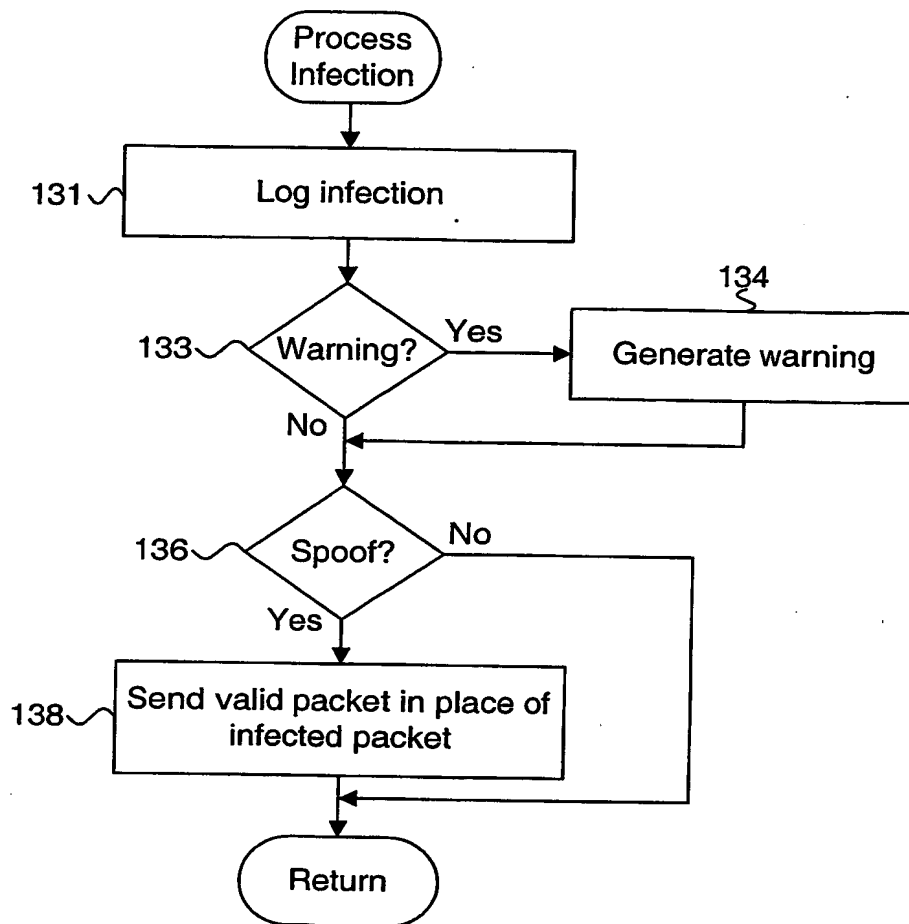 Process
Infection
131
Log infection
134
133
Warning?
Yes
Generate warning
No
136
Spoof?
No
Yes
138
Send valid packet in place of
infected packet
Return